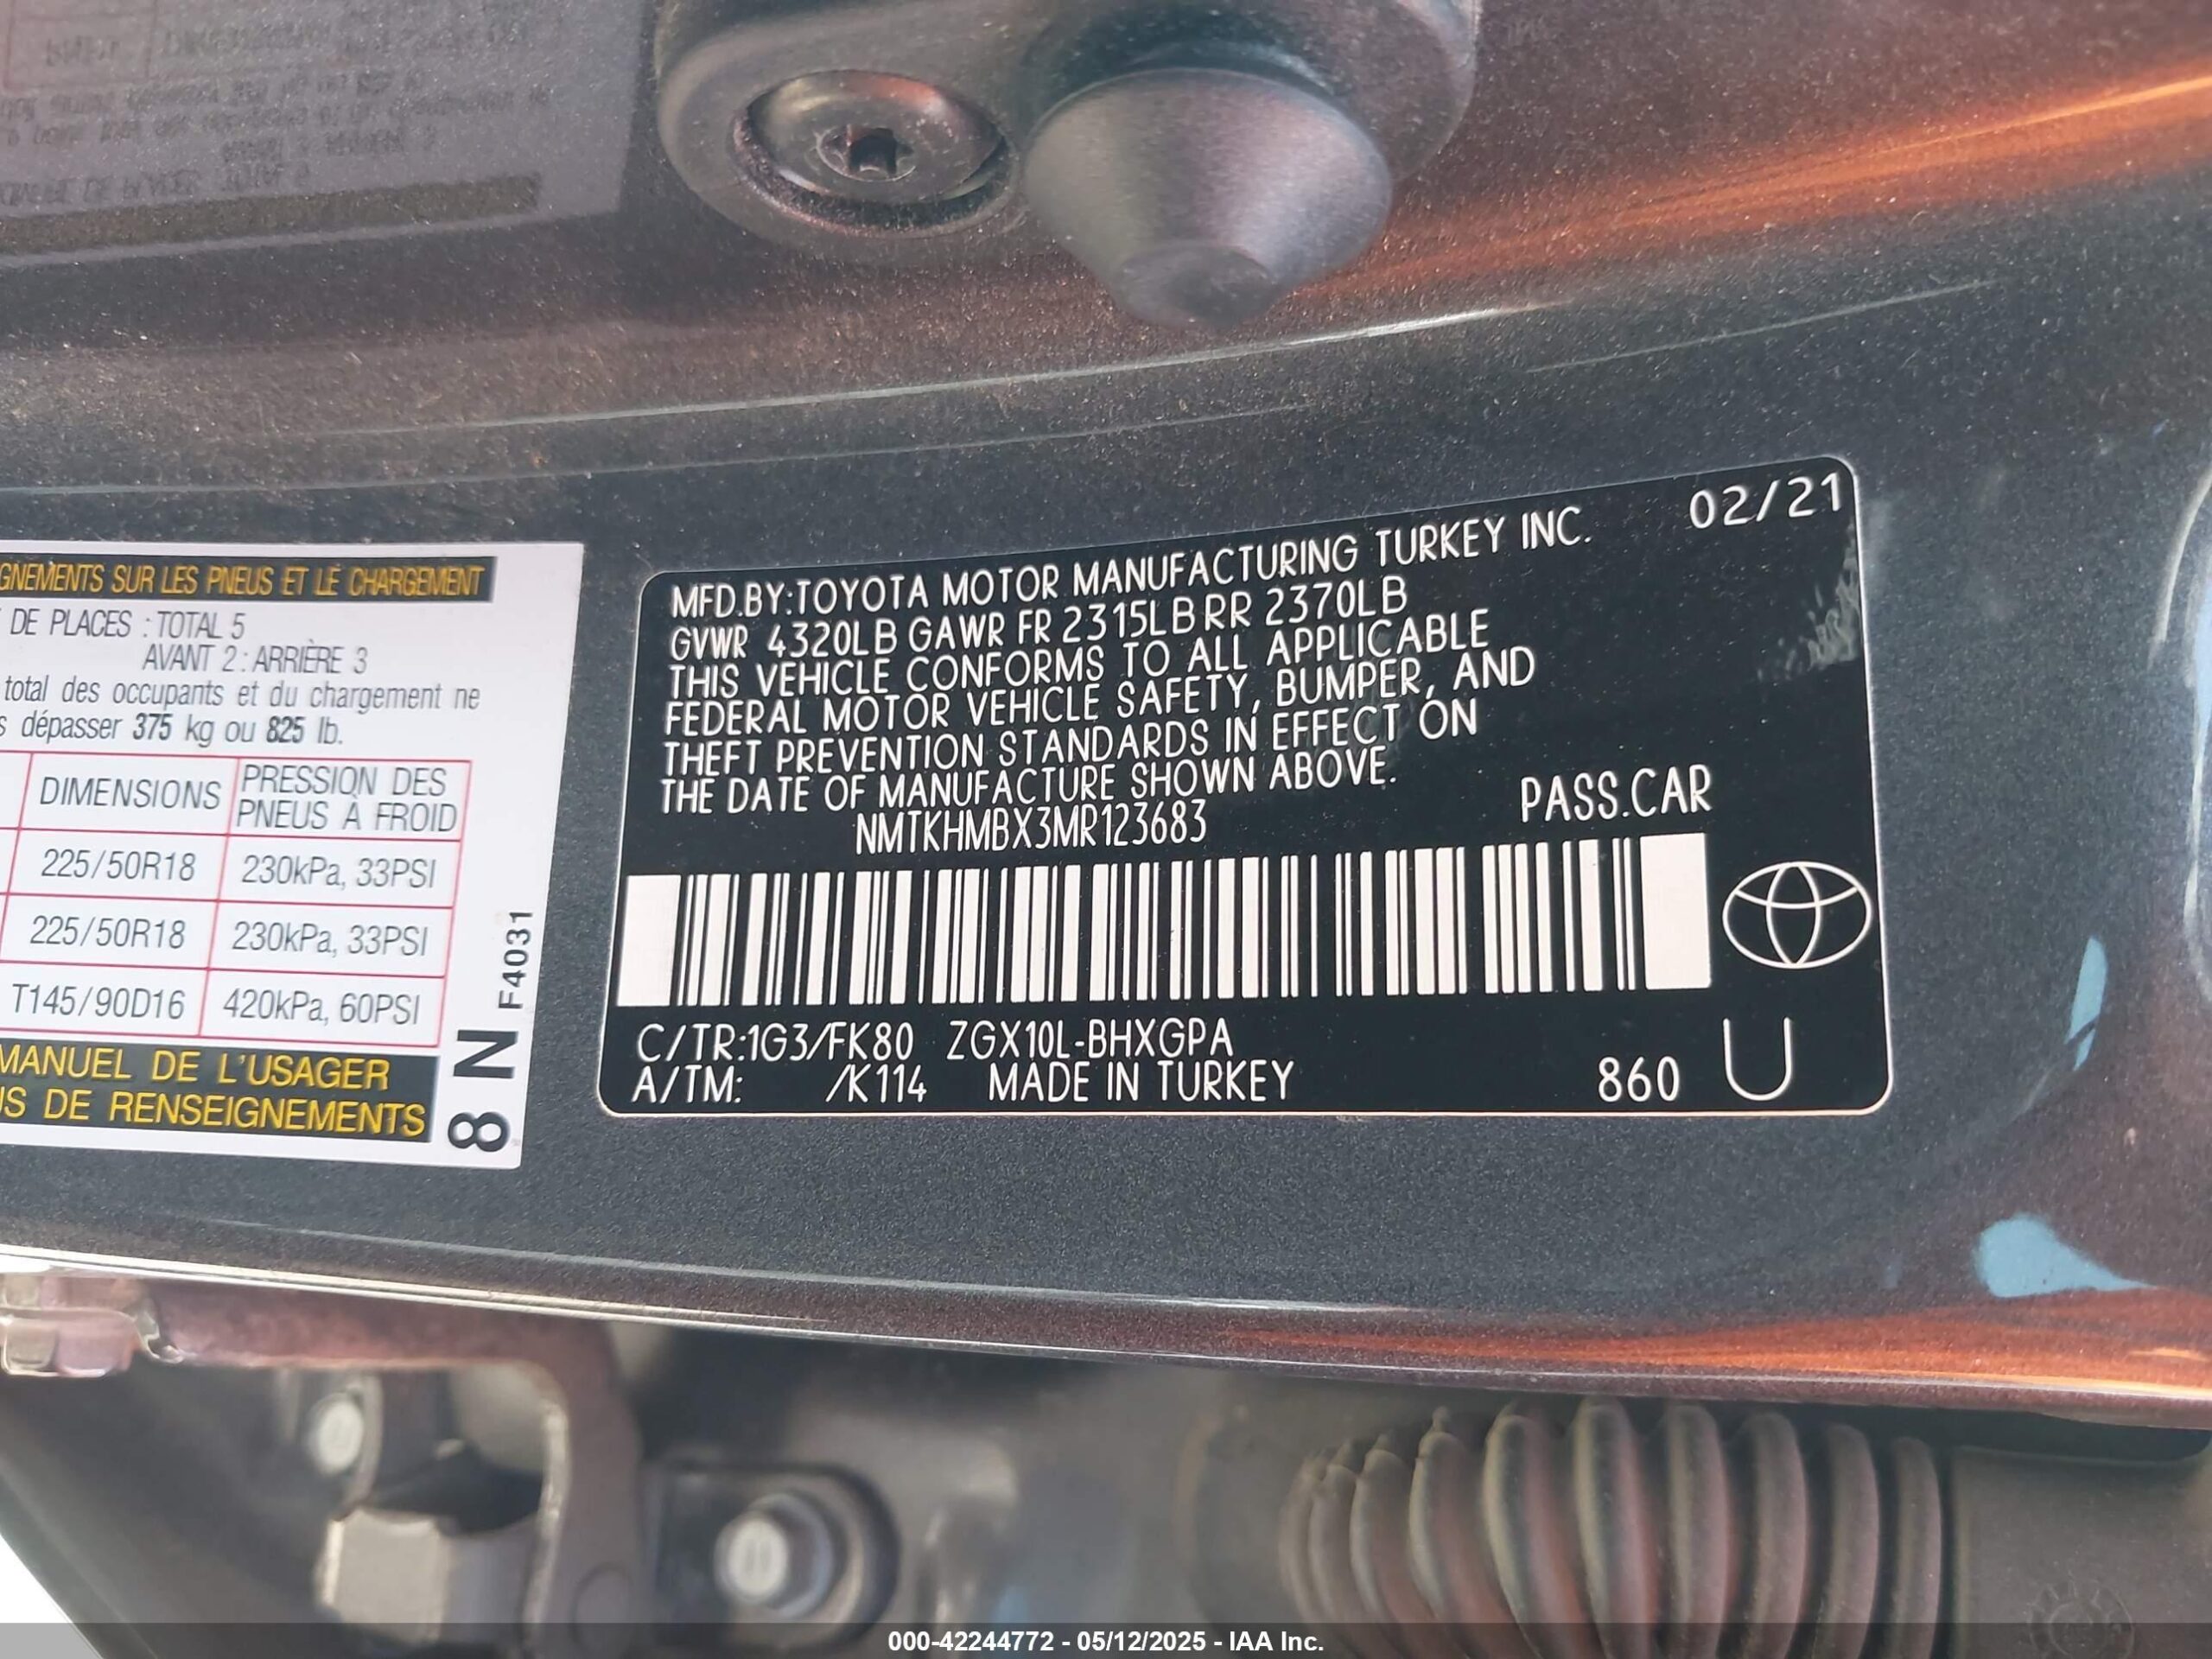 GNEMENTS SUR LES PNEUS ET LE CHARGEMENT
DE PLACES : TOTAL 5
AVANT 2 : ARRIÈRE 3
total des occupants et du chargement ne
s dépasser 375 kg ou 825 lb.
DIMENSIONS PRESSION DES PNEUS À FROID
225/50R18 230kPa, 33PSI
225/50R18 230kPa, 33PSI
T145/90D16 420kPa, 60PSI
MANUEL DE L'USAGER
US DE RENSEIGNEMENTS
8 N F4031
02/21
MFD.BY:TOYOTA MOTOR MANUFACTURING TURKEY INC.
GVWR 4320LB GAWR FR 2315LB RR 2370LB
THIS VEHICLE CONFORMS TO ALL APPLICABLE
FEDERAL MOTOR VEHICLE SAFETY, BUMPER, AND
THEFT PREVENTION STANDARDS IN EFFECT ON
THE DATE OF MANUFACTURE SHOWN ABOVE.
NMTKHMBX3MR123683 PASS.CAR
C/TR:1G3/FK80 ZGX10L-BHXGPA
A/TM: /K114 MADE IN TURKEY 860 U
000-42244772 - 05/12/2025 - IAA Inc.